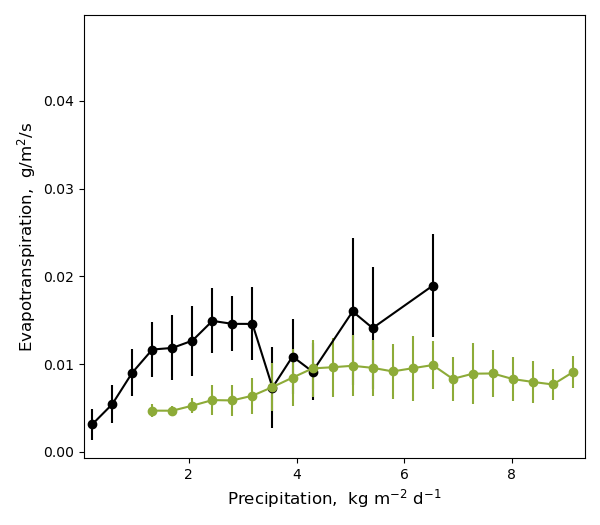 0.04
0.03
0.02
0.01
0.00
Evapotranspiration,  g/m²/s
2 4 6 8
Precipitation,  kg m⁻² d⁻¹